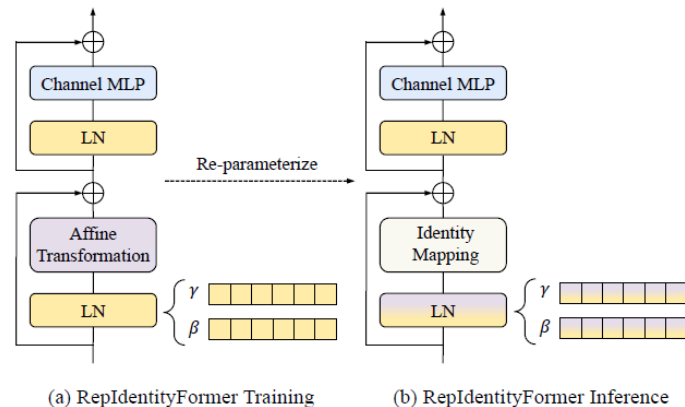 Channel MLP
LN
Affine
Transformation
LN
γ
β
(a) RepIdentityFormer Training
Re-parameterize
Channel MLP
LN
Identity
Mapping
LN
γ
β
(b) RepIdentityFormer Inference